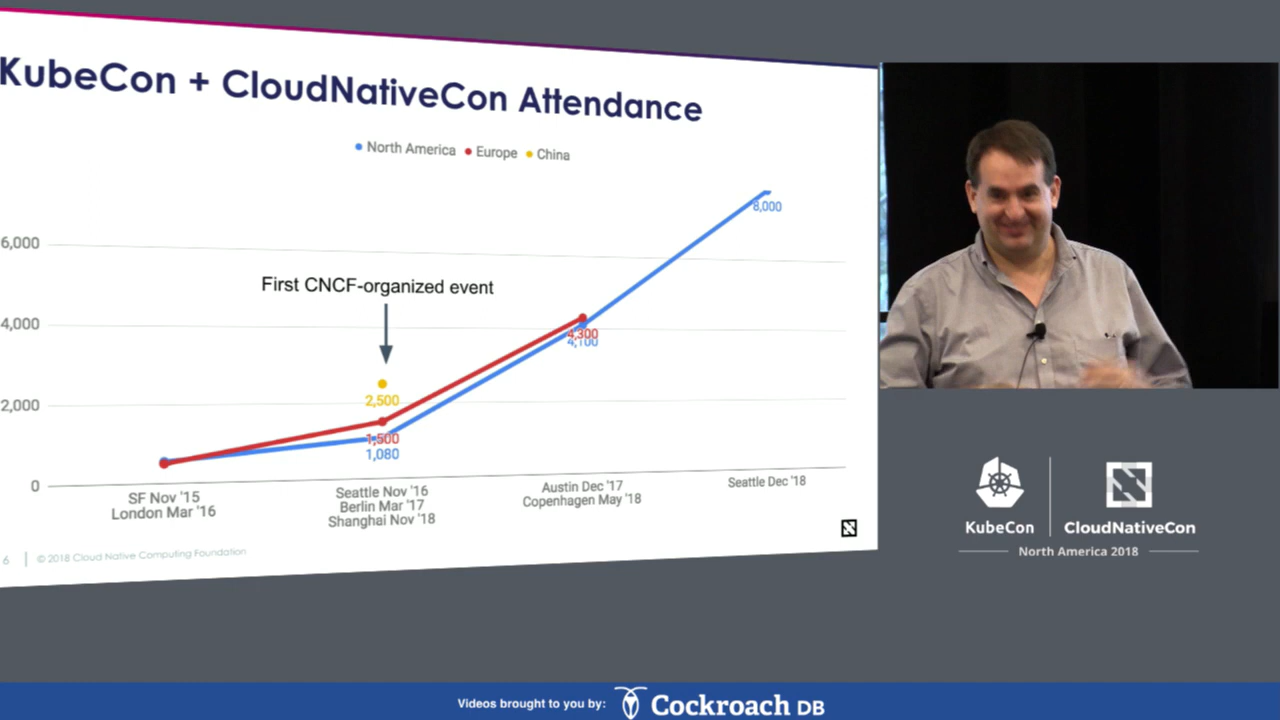 KubeCon + CloudNativeCon Attendance
North America Europe China
8,000
6,000
First CNCF-organized event
4,000
4,300
4,100
2,500
2,000
1,500
1,080
0
SF Nov '15
London Mar '16
Seattle Nov '16
Berlin Mar '17
Shanghai Nov '18
Austin Dec '17
Copenhagen May '18
Seattle Dec '18
6 © 2018 Cloud Native Computing Foundation
KubeCon
CloudNativeCon
North America 2018
Videos brought to you by:
Cockroach DB